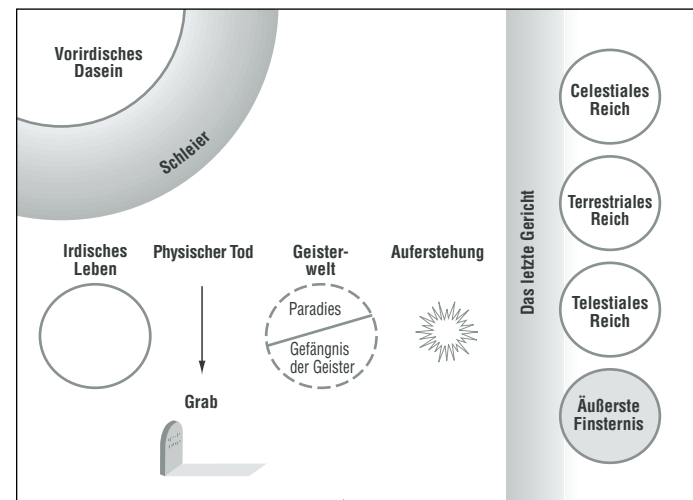 Vorirdisches
Dasein
Schleier
Irdisches
Leben
Physischer Tod
Grab
Geister-
welt
Paradies
Gefängnis
der Geister
Auferstehung
Das letzte Gericht
Celestiales
Reich
Terrestriales
Reich
Telestiales
Reich
Äußerste
Finsternis